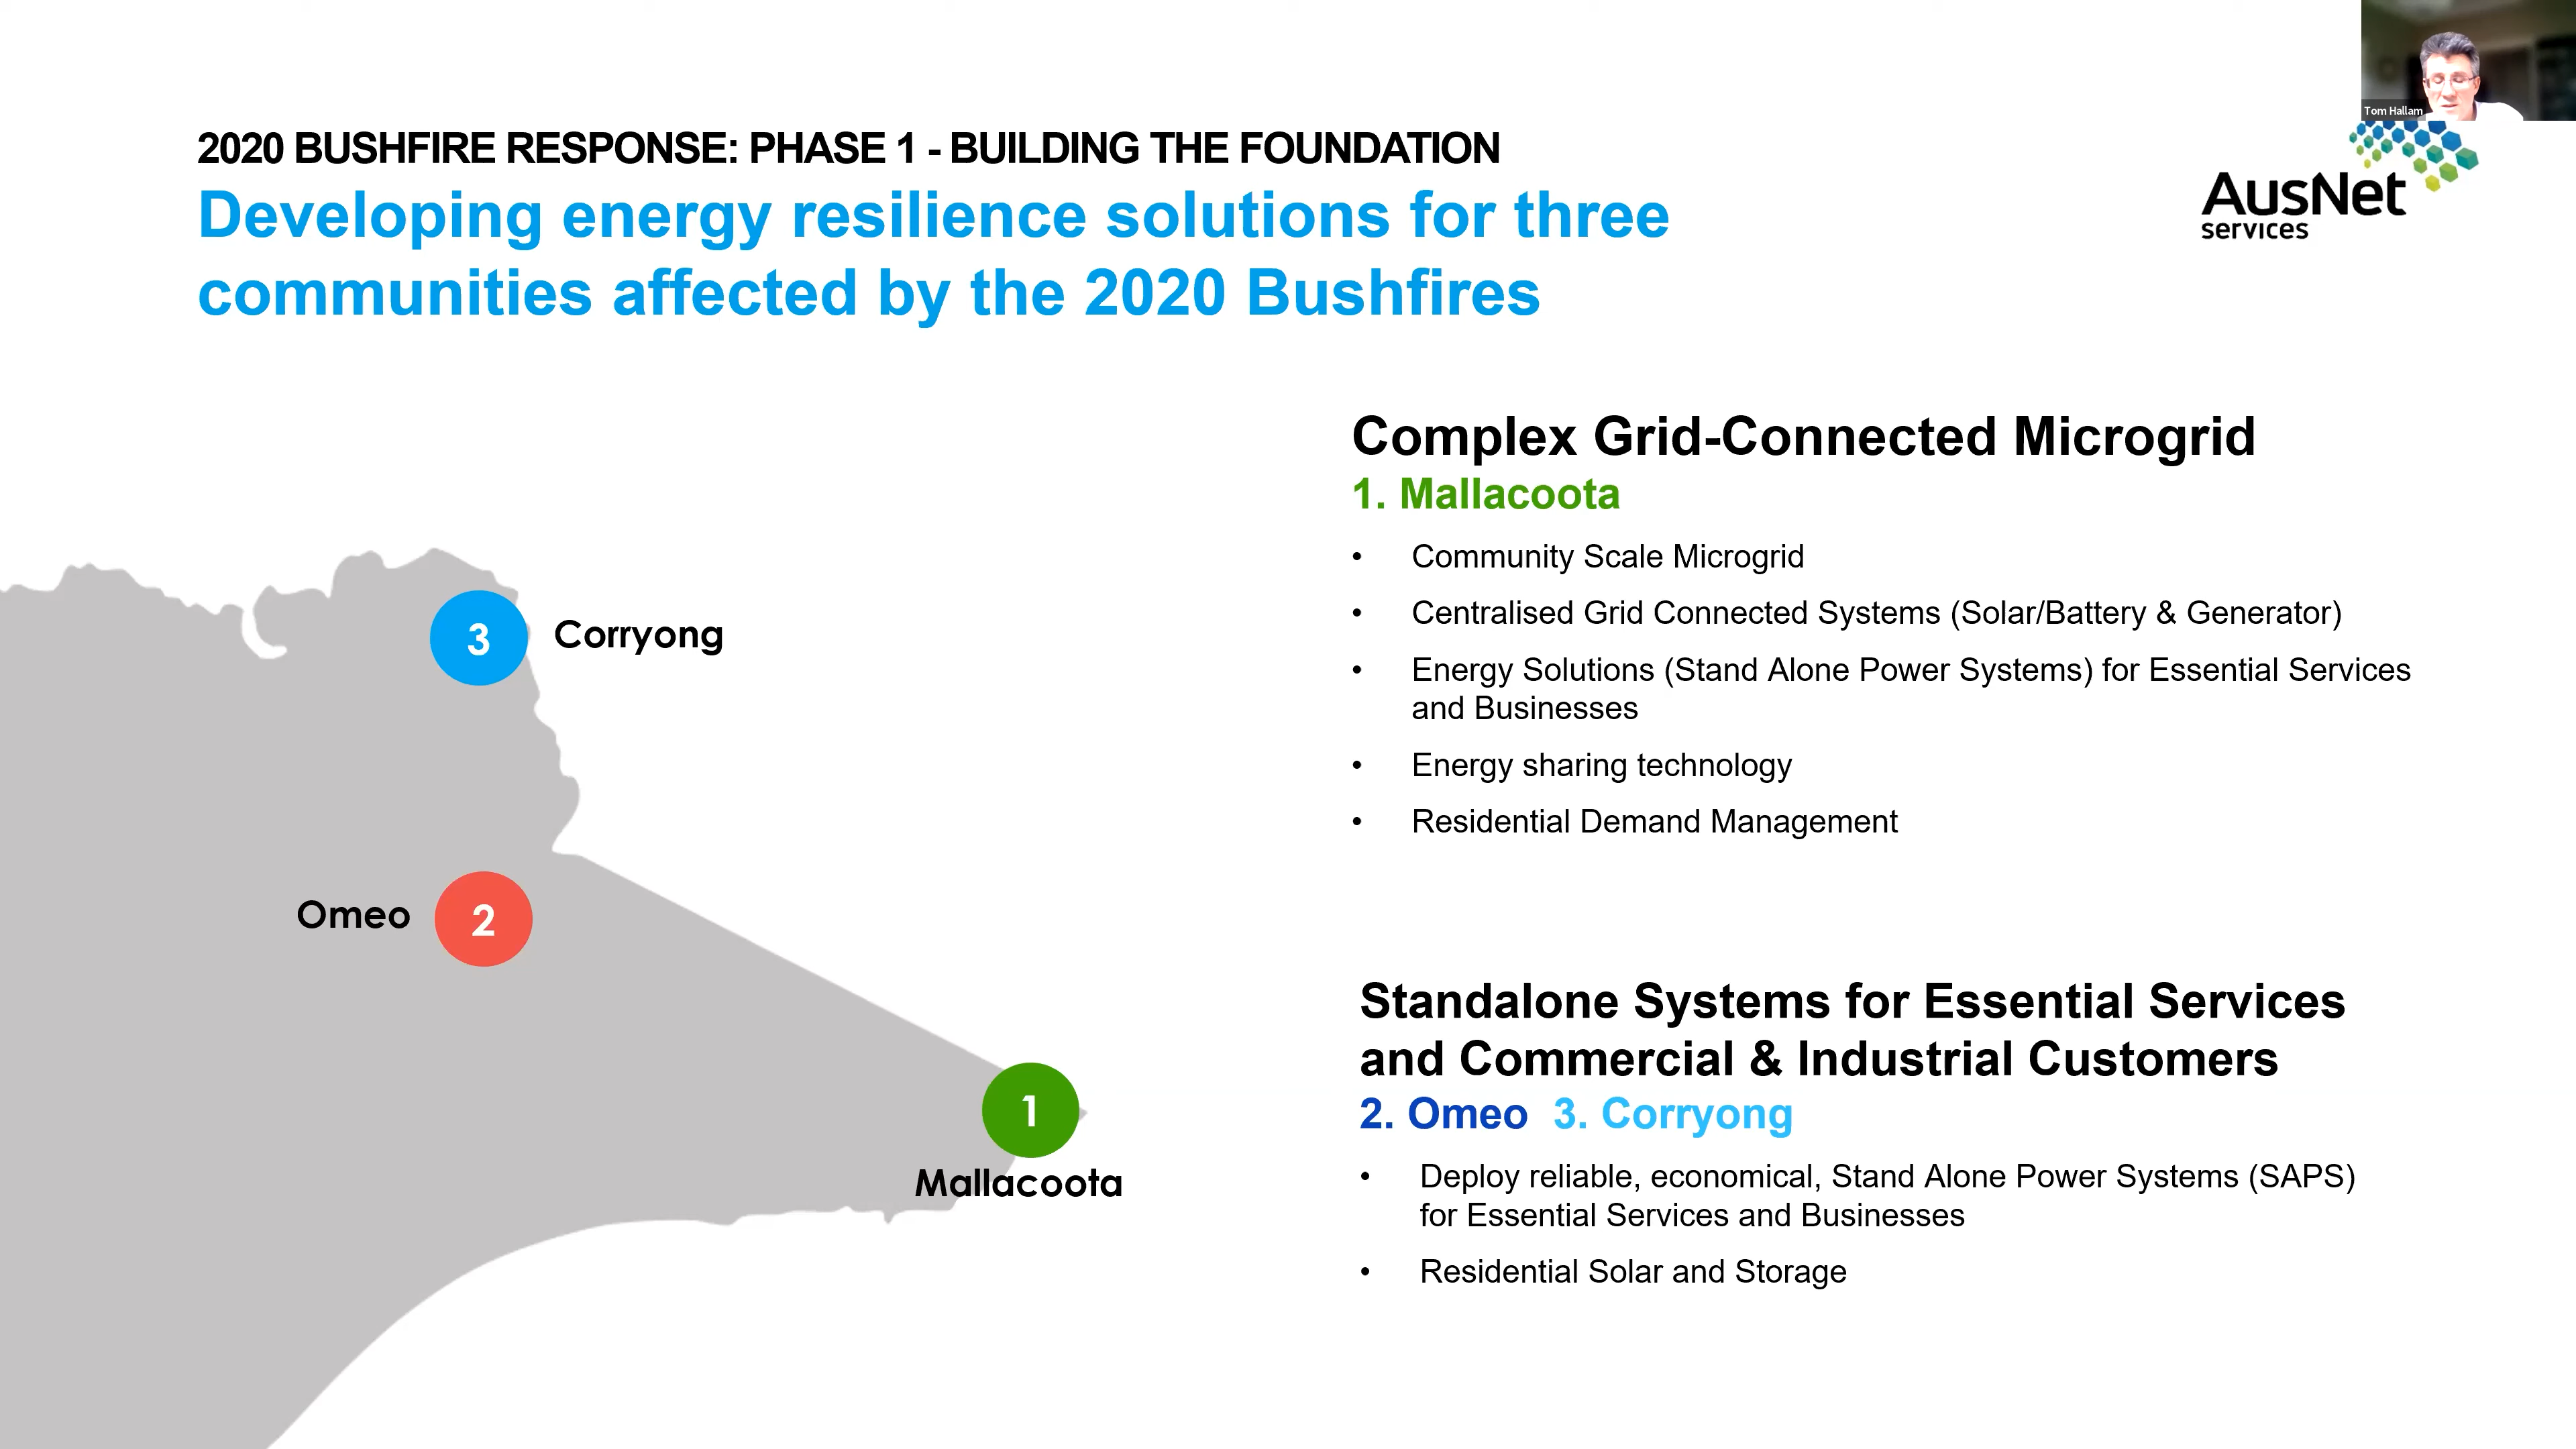 Tom Hallam
2020 BUSHFIRE RESPONSE: PHASE 1 - BUILDING THE FOUNDATION
Developing energy resilience solutions for three
communities affected by the 2020 Bushfires
AusNet
services
Complex Grid-Connected Microgrid
1. Mallacoota
• Community Scale Microgrid
• Centralised Grid Connected Systems (Solar/Battery & Generator)
• Energy Solutions (Stand Alone Power Systems) for Essential Services
and Businesses
• Energy sharing technology
• Residential Demand Management
3 Corryong
Omeo 2
1
Mallacoota
Standalone Systems for Essential Services
and Commercial & Industrial Customers
2. Omeo 3. Corryong
• Deploy reliable, economical, Stand Alone Power Systems (SAPS)
for Essential Services and Businesses
• Residential Solar and Storage